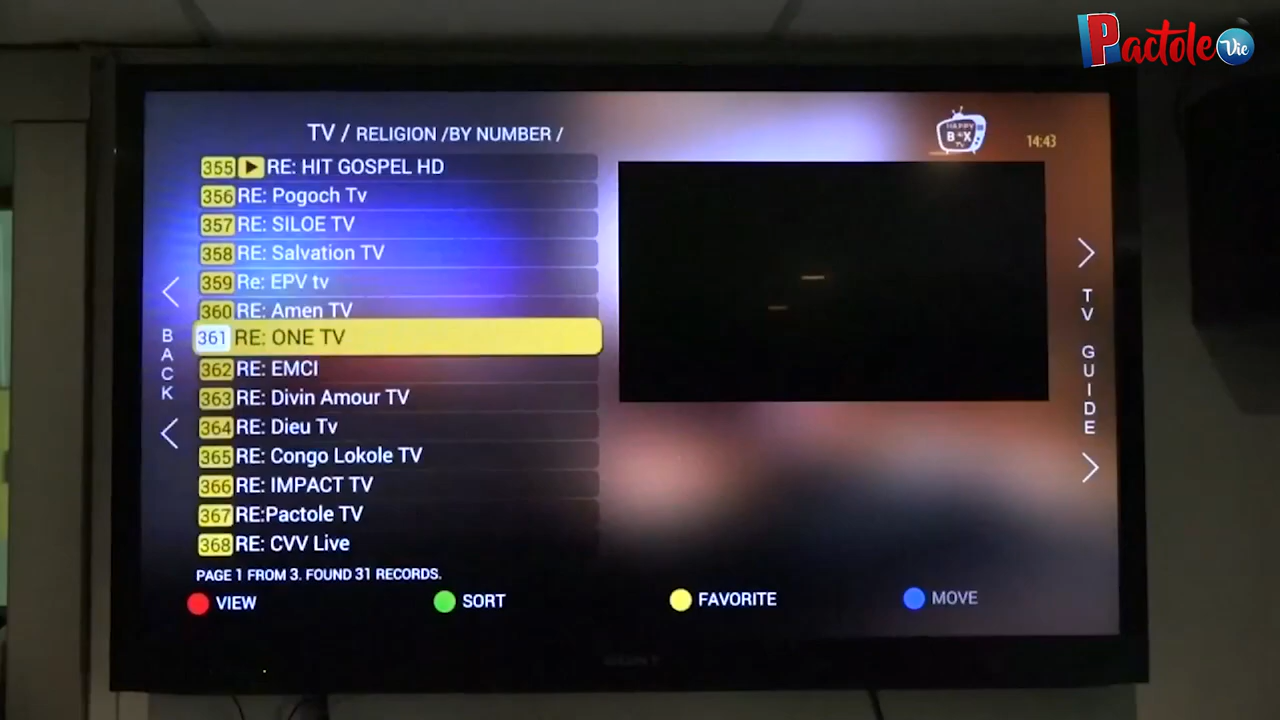 Pactole Vie
TV / RELIGION /BY NUMBER /
HAPPY
BOX
TV
14:43
355 RE: HIT GOSPEL HD
356 RE: Pogoch Tv
357 RE: SILOE TV
358 RE: Salvation TV
359 Re: EPV tv
360 RE: Amen TV
361 RE: ONE TV
362 RE: EMCI
363 RE: Divin Amour TV
364 RE: Dieu Tv
365 RE: Congo Lokole TV
366 RE: IMPACT TV
367 RE:Pactole TV
368 RE: CVV Live
BACK
TV GUIDE
PAGE 1 FROM 3. FOUND 31 RECORDS.
VIEW SORT FAVORITE MOVE